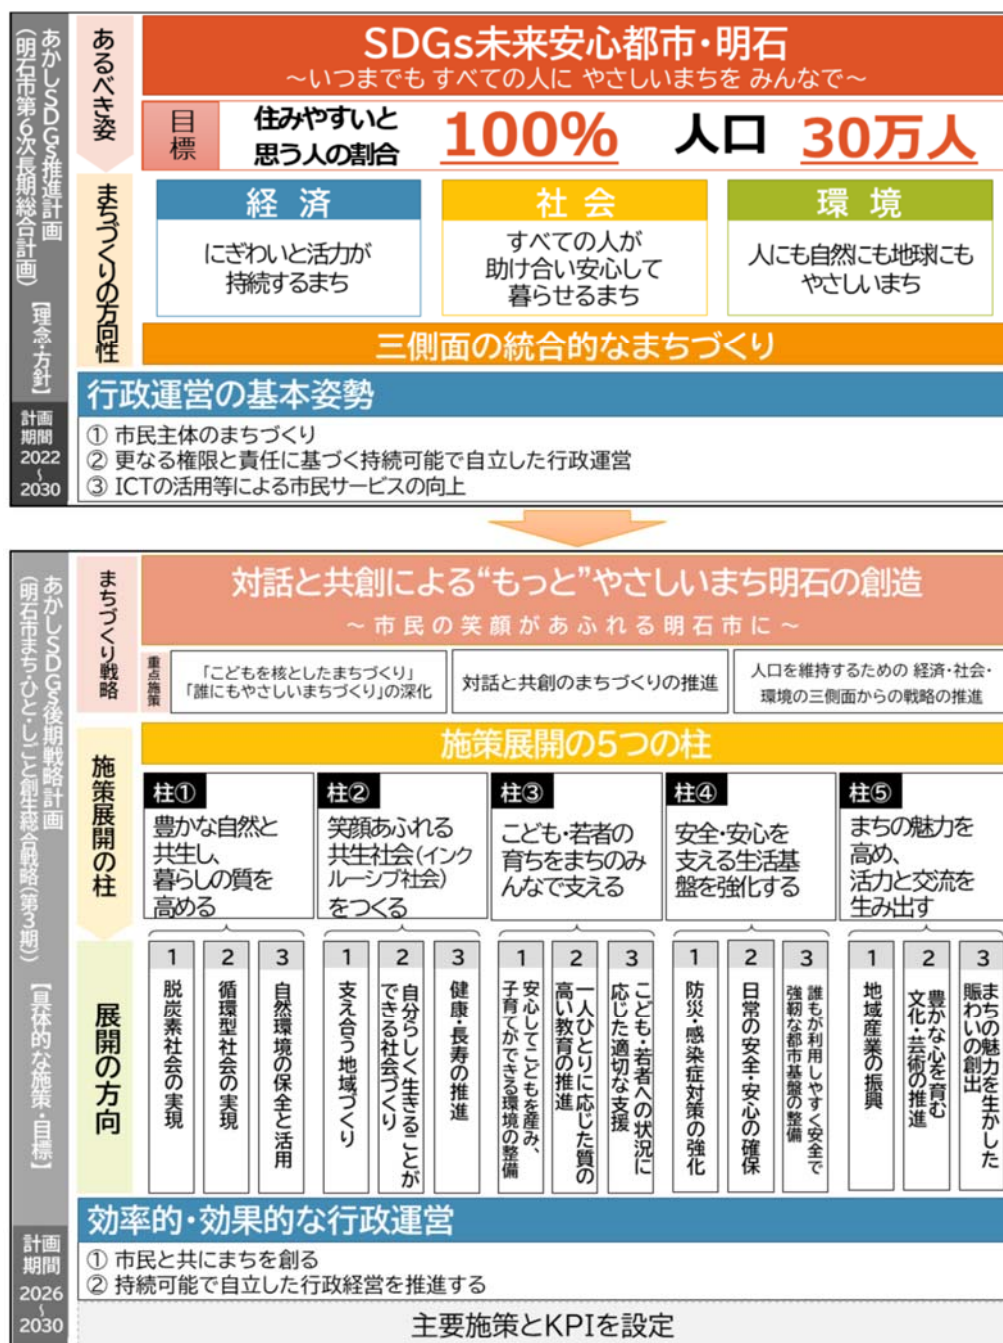 あかしSDGs推進計画
(明石市第6次長期総合計画)
【理念・方針】
計画
期間
2022
~
2030
あるべき姿
SDGs未来安心都市・明石
~いつまでも すべての人に やさしいまちを みんなで~
目標
住みやすいと
思う人の割合
100%
人口
30万人
まちづくりの方向性
経済
にぎわいと活力が
持続するまち
社会
すべての人が
助け合い安心して
暮らせるまち
環境
人にも自然にも地球にも
やさしいまち
三側面の統合的なまちづくり
行政運営の基本姿勢
① 市民主体のまちづくり
② 更なる権限と責任に基づく持続可能で自立した行政運営
③ ICTの活用等による市民サービスの向上
あかしSDGs後期戦略計画
(明石市まち・ひと・しごと創生総合戦略(第3期))
【具体的な施策・目標】
計画
期間
2026
~
2030
まちづくり戦略
対話と共創による“もっと”やさしいまち明石の創造
~市民の笑顔があふれる明石市に~
重点施策
「こどもを核としたまちづくり」
「誰にもやさしいまちづくり」の深化
対話と共創のまちづくりの推進
人口を維持するための 経済・社会・
環境の三側面からの戦略の推進
施策展開の柱
施策展開の5つの柱
柱①
豊かな自然と
共生し、
暮らしの質を
高める
柱②
笑顔あふれる
共生社会(インク
ルーシブ社会)
をつくる
柱③
こども・若者の
育ちをまちのみ
んなで支える
柱④
安全・安心を
支える生活基
盤を強化する
柱⑤
まちの魅力を
高め、
活力と交流を
生み出す
展開の方向
1
脱炭素社会の実現
2
循環型社会の実現
3
自然環境の保全と活用
1
支え合う地域づくり
2
自分らしく生きることが
できる社会づくり
3
健康・長寿の推進
1
安心してこどもを産み、
子育てができる環境の整備
2
一人ひとりに応じた質の
高い教育の推進
3
こども・若者への状況に
応じた適切な支援
1
防災・感染症対策の強化
2
日常の安全・安心の確保
3
誰もが利用しやすく安全で
強靭な都市基盤の整備
1
地域産業の振興
2
豊かな心を育む
文化・芸術の推進
3
まちの魅力を生かした
賑わいの創出
効率的・効果的な行政運営
① 市民と共にまちを創る
② 持続可能で自立した行政経営を推進する
主要施策とKPIを設定